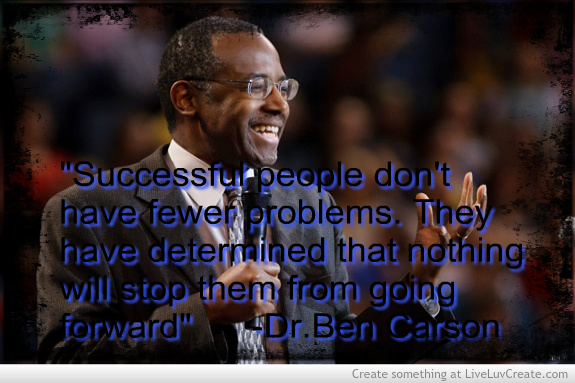 "Successful people don't
have fewer problems. They
have determined that nothing
will stop them from going
forward" -Dr.Ben Carson
Create something at LiveLuvCreate.com